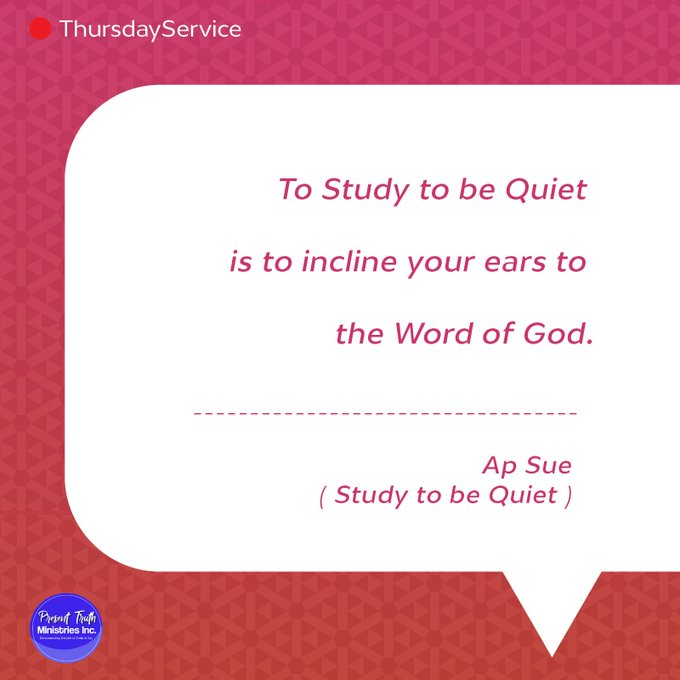 ThursdayService
To Study to be Quiet
is to incline your ears to
the Word of God.
Ap Sue
( Study to be Quiet )
Present Truth
Ministries Inc.